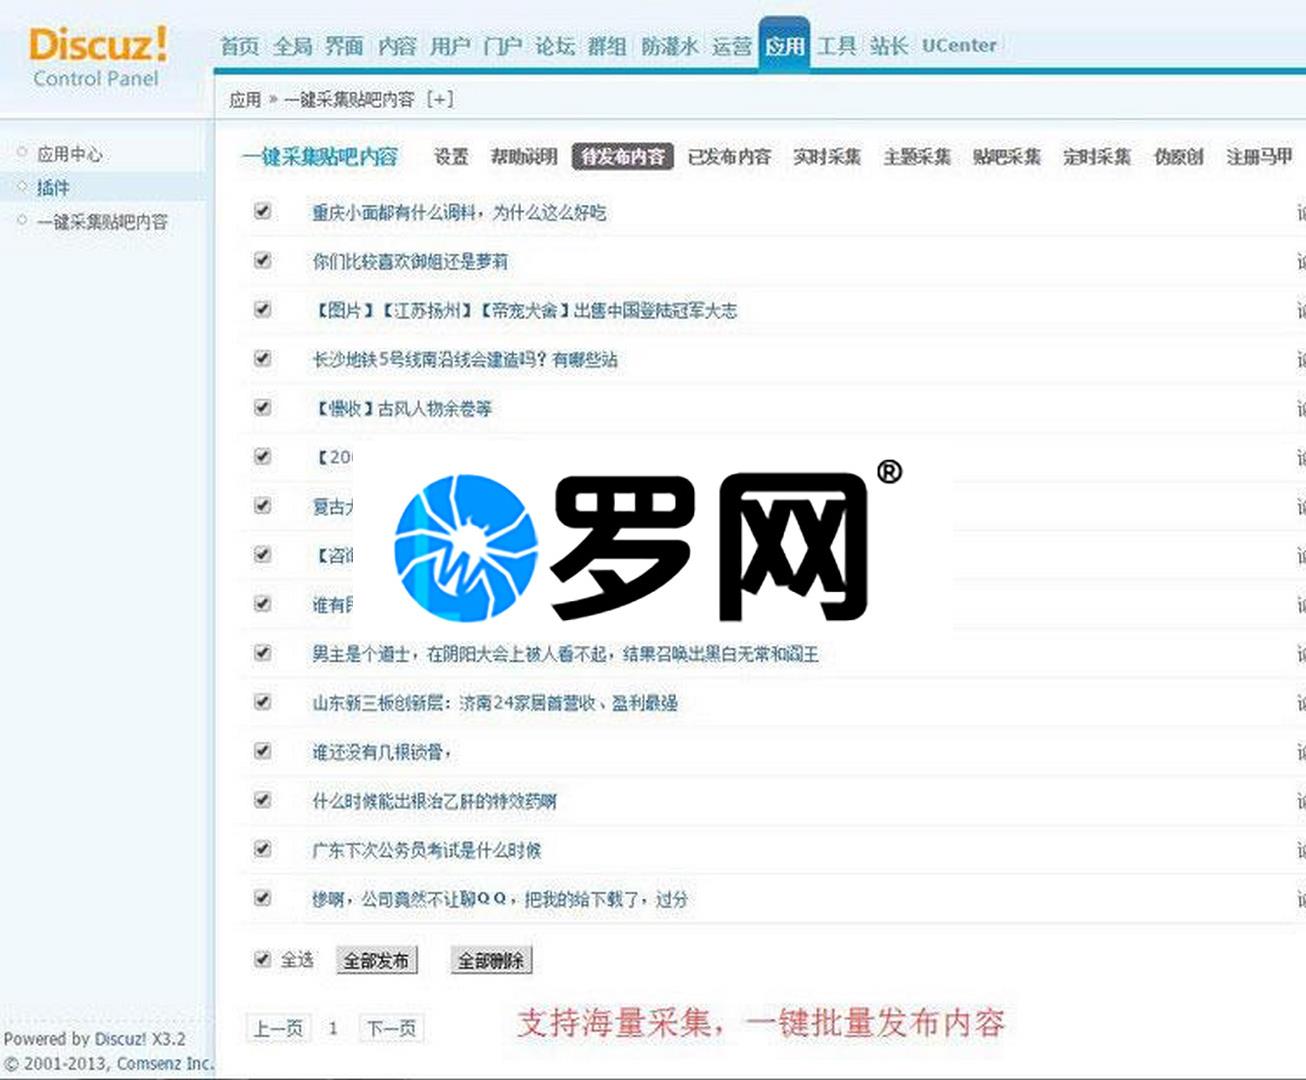 Discuz!
Control Panel
首页 全局 界面 内容 用户 门户 论坛 群组 防灌水 运营 应用 工具 站长 UCenter
应用 » 一键采集贴吧内容 [+]
应用中心
插件
一键采集贴吧内容
一键采集贴吧内容 设置 帮助说明 待发布内容 已发布内容 实时采集 主题采集 贴吧采集 定时采集 伪原创 注册马甲
重庆小面都有什么调料，为什么这么好吃
你们比较喜欢御姐还是萝莉
【图片】【江苏扬州】【帝宠犬舍】出售中国登陆冠军大志
长沙地铁5号线南沿线会建造吗？有哪些站
【慢收】古风人物余卷等
【20
复古
【咨询
谁有
罗网®
男主是个道士，在阴阳大会上被人看不起，结果召唤出黑白无常和阎王
山东新三板创新层：济南24家居首营收、盈利最强
谁还没有几根锁骨，
什么时候能出根治乙肝的特效药啊
广东下次公务员考试是什么时候
惨啊，公司竟然不让聊QQ，把我的给下载了，过分
全选 全部发布 全部删除
上一页 1 下一页
支持海量采集，一键批量发布内容
Powered by Discuz! X3.2
© 2001-2013, Comsenz Inc.